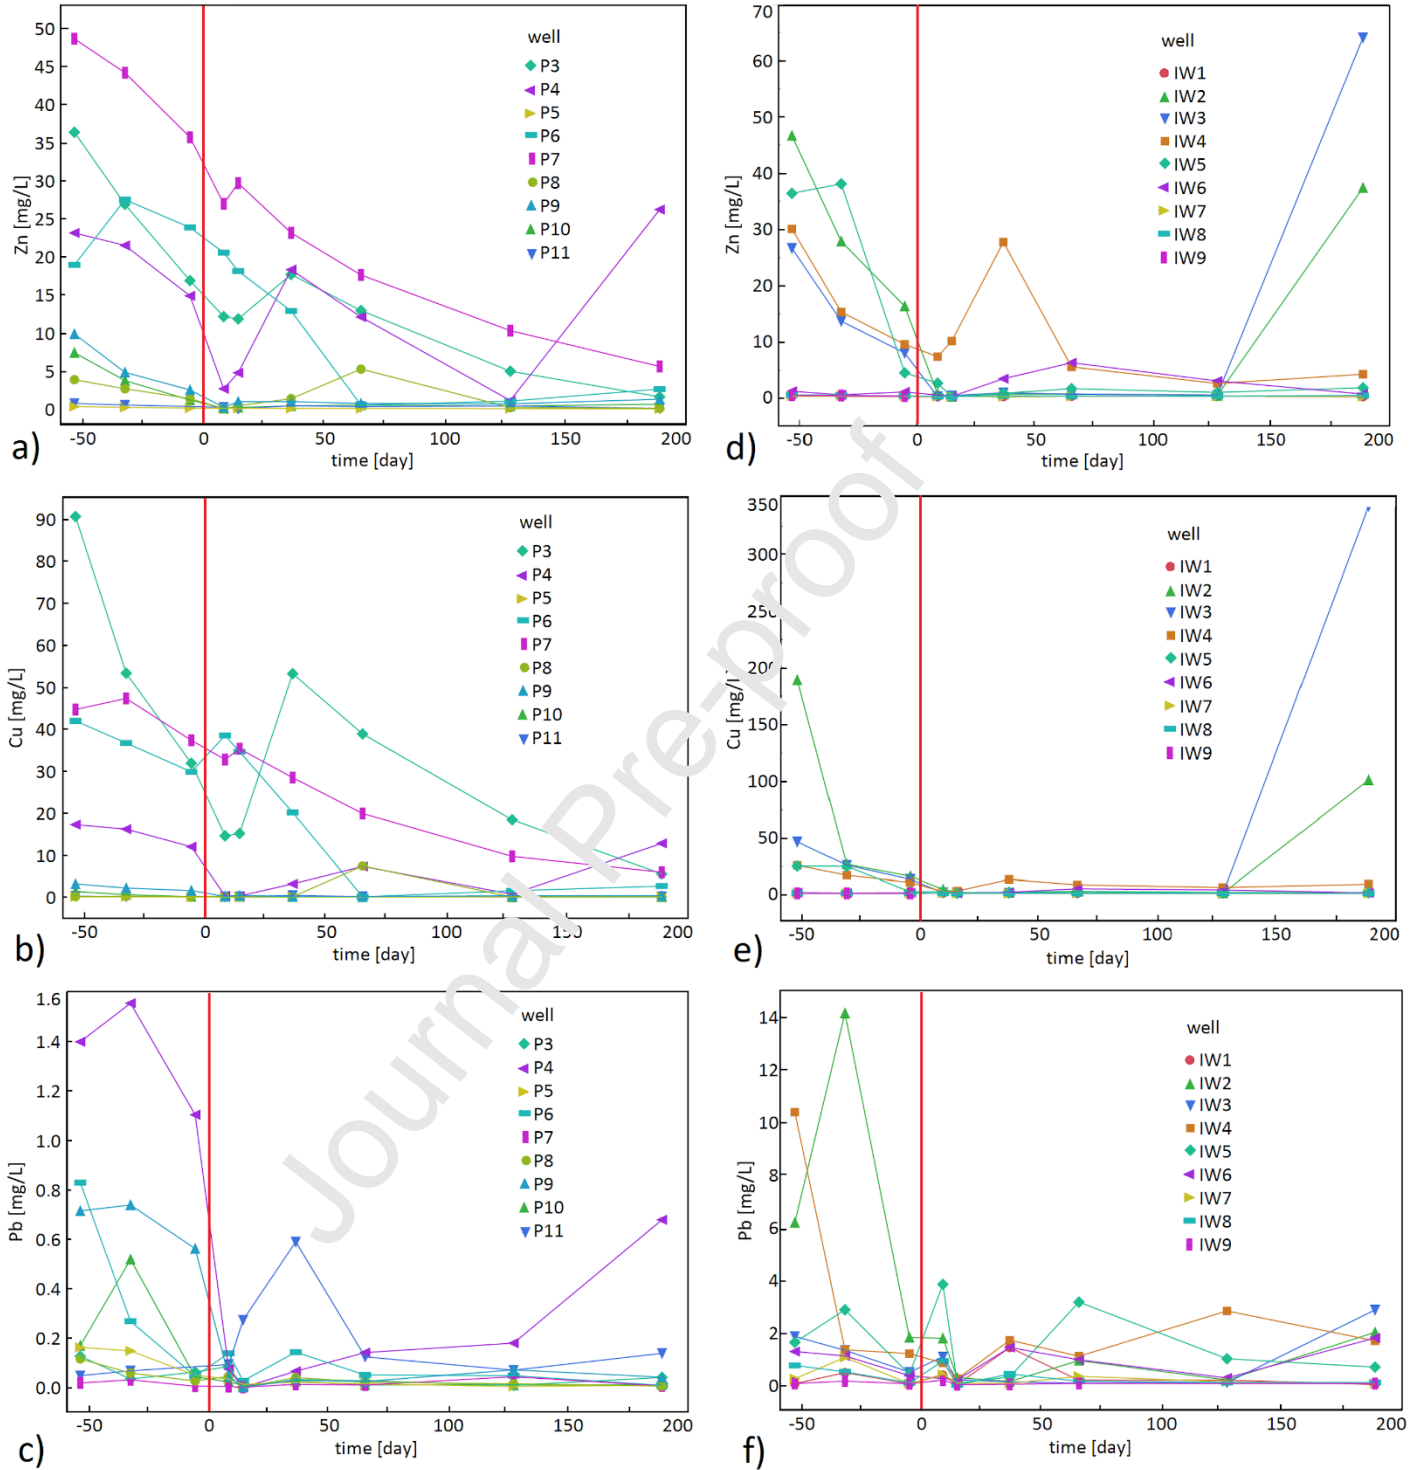 50
45
40
35
30
25
20
15
10
5
0
Zn [mg/L]
well
P3
P4
P5
P6
P7
P8
P9
P10
P11
-50
0
50
100
150
200
time [day]
a)
70
60
50
40
30
20
10
0
Zn [mg/L]
well
IW1
IW2
IW3
IW4
IW5
IW6
IW7
IW8
IW9
-50
0
50
100
150
200
time [day]
d)
90
80
70
60
50
40
30
20
10
0
Cu [mg/L]
well
P3
P4
P5
P6
P7
P8
P9
P10
P11
-50
0
50
100
150
200
time [day]
b)
350
300
250
200
150
100
50
0
Cu [mg/l
well
IW1
IW2
IW3
IW4
IW5
IW6
IW7
IW8
IW9
-50
0
50
100
150
200
time [day]
e)
1.6
1.4
1.2
1.0
0.8
0.6
0.4
0.2
0.0
Pb [mg/L]
well
P3
P4
P5
P6
P7
P8
P9
P10
P11
-50
0
50
100
150
200
time [day]
c)
14
12
10
8
6
4
2
0
Pb [mg/L]
well
IW1
IW2
IW3
IW4
IW5
IW6
IW7
IW8
IW9
-50
0
50
100
150
200
time [day]
f)
Journal Pre-proof